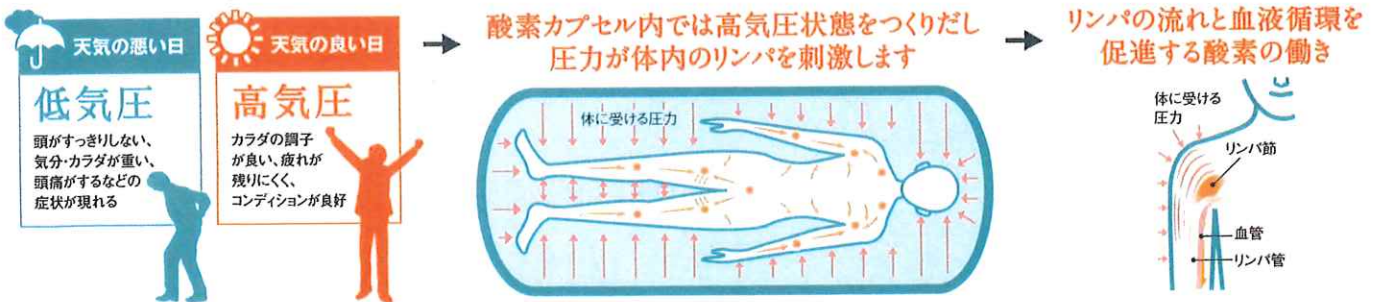 天気の悪い日
低気圧
頭がすっきりしない、
気分・カラダが重い、
頭痛がするなどの
症状が現れる
天気の良い日
高気圧
カラダの調子
が良い、疲れが
残りにくく、
コンディションが良好
酸素カプセル内では高気圧状態をつくりだし
圧力が体内のリンパを刺激します
体に受ける圧力
リンパの流れと血液循環を
促進する酸素の働き
体に受ける
圧力
リンパ節
血管
リンパ管